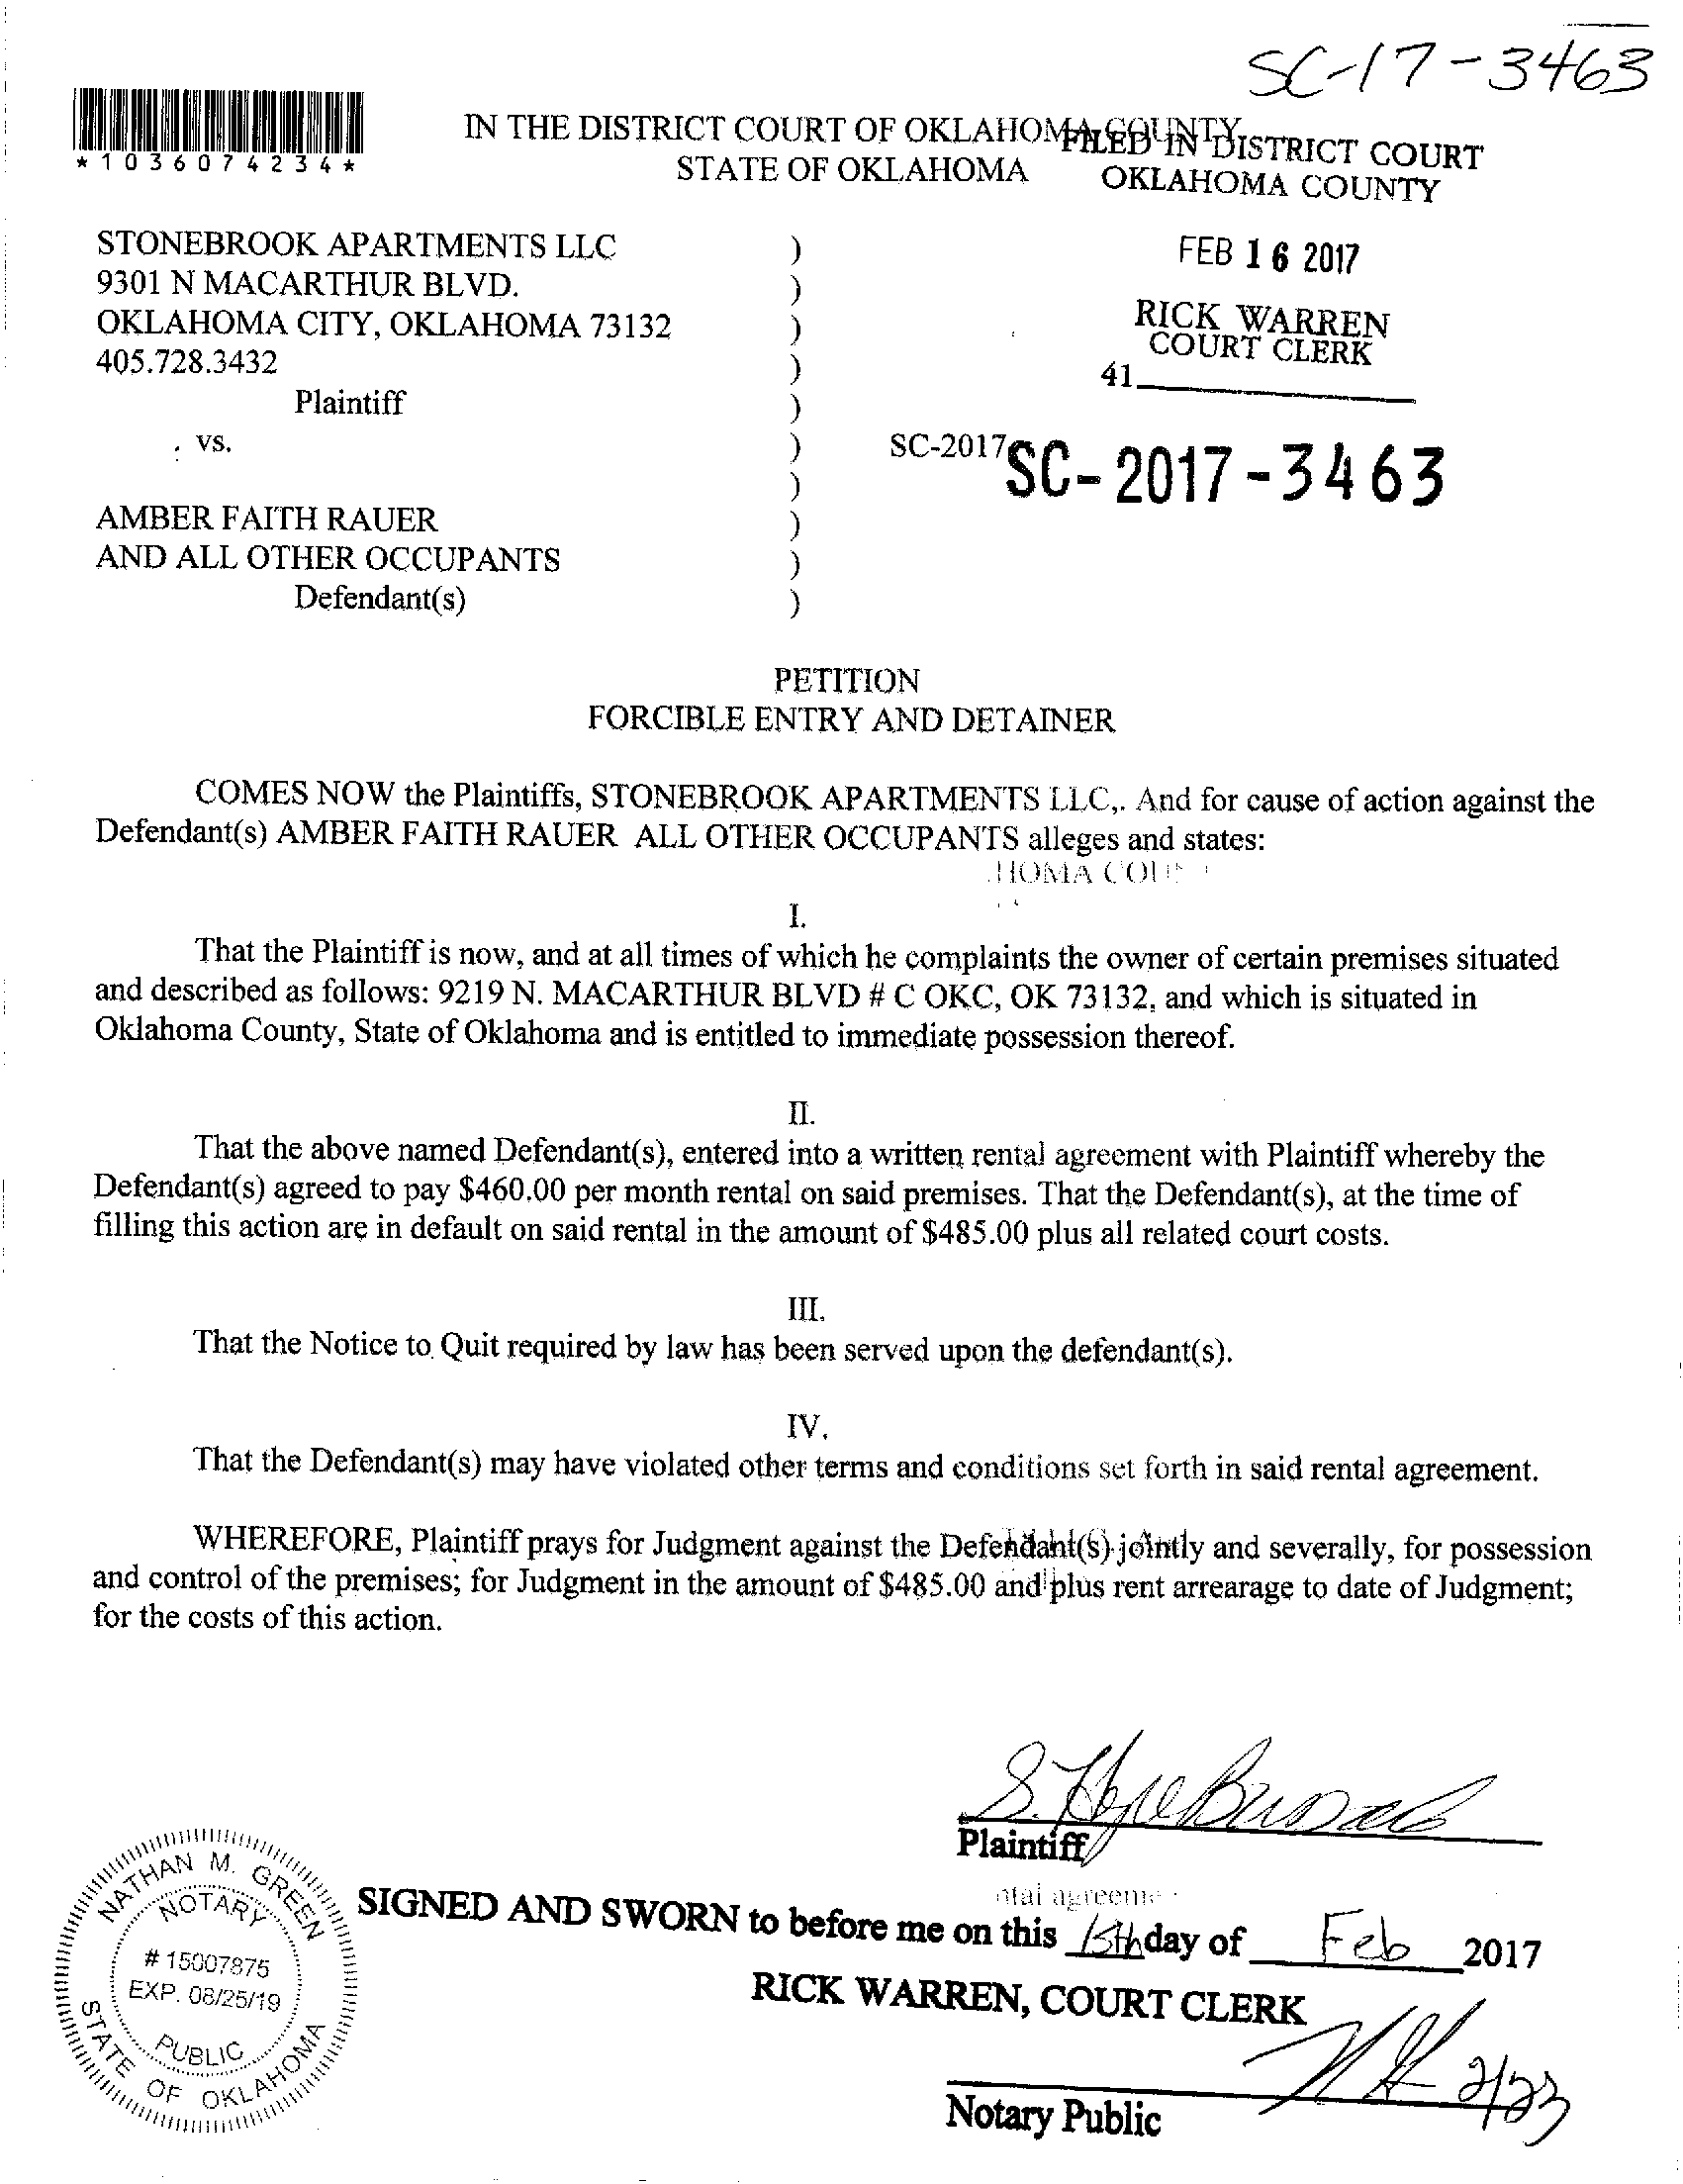 SC-17-3463
*1036074234*
IN THE DISTRICT COURT OF OKLAHOMA COUNTY
STATE OF OKLAHOMA
FILED IN DISTRICT COURT
OKLAHOMA COUNTY
FEB 16 2017
RICK WARREN
COURT CLERK
41
STONEBROOK APARTMENTS LLC )
9301 N MACARTHUR BLVD. )
OKLAHOMA CITY, OKLAHOMA 73132 )
405.728.3432 )
Plaintiff )
vs. ) SC-2017
SC-2017-3463
)
AMBER FAITH RAUER )
AND ALL OTHER OCCUPANTS )
Defendant(s) )
PETITION
FORCIBLE ENTRY AND DETAINER
COMES NOW the Plaintiffs, STONEBROOK APARTMENTS LLC,. And for cause of action against the
Defendant(s) AMBER FAITH RAUER ALL OTHER OCCUPANTS alleges and states:
I.
That the Plaintiff is now, and at all times of which he complaints the owner of certain premises situated
and described as follows: 9219 N. MACARTHUR BLVD # C OKC, OK 73132, and which is situated in
Oklahoma County, State of Oklahoma and is entitled to immediate possession thereof.
II.
That the above named Defendant(s), entered into a written rental agreement with Plaintiff whereby the
Defendant(s) agreed to pay $460.00 per month rental on said premises. That the Defendant(s), at the time of
filling this action are in default on said rental in the amount of $485.00 plus all related court costs.
III.
That the Notice to Quit required by law has been served upon the defendant(s).
IV.
That the Defendant(s) may have violated other terms and conditions set forth in said rental agreement.
WHEREFORE, Plaintiff prays for Judgment against the Defendant(s) jointly and severally, for possession
and control of the premises; for Judgment in the amount of $485.00 and plus rent arrearage to date of Judgment;
for the costs of this action.
Plaintiff
SIGNED AND SWORN to before me on this 15th day of Feb 2017
RICK WARREN, COURT CLERK
2/23
Notary Public
NATHAN M. GREEN
NOTARY
# 15007875
EXP. 08/25/19
PUBLIC
STATE OF OKLAHOMA